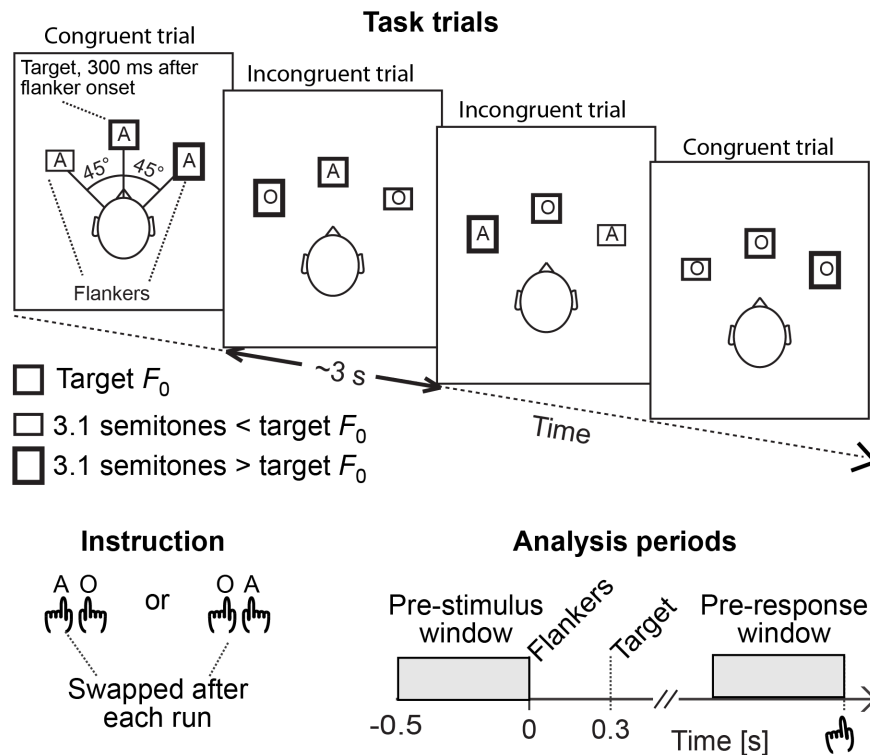 Task trials
Congruent trial
Target, 300 ms after
flanker onset
A
A
A
45°
45°
Flankers
Incongruent trial
A
O
O
Incongruent trial
O
A
A
Congruent trial
O
O
O
~3 s
Time
Target F₀
3.1 semitones < target F₀
3.1 semitones > target F₀
Instruction
A O
or
O A
Swapped after
each run
Analysis periods
Pre-stimulus
window
Flankers
Target
Pre-response
window
-0.5
0
0.3
Time [s]